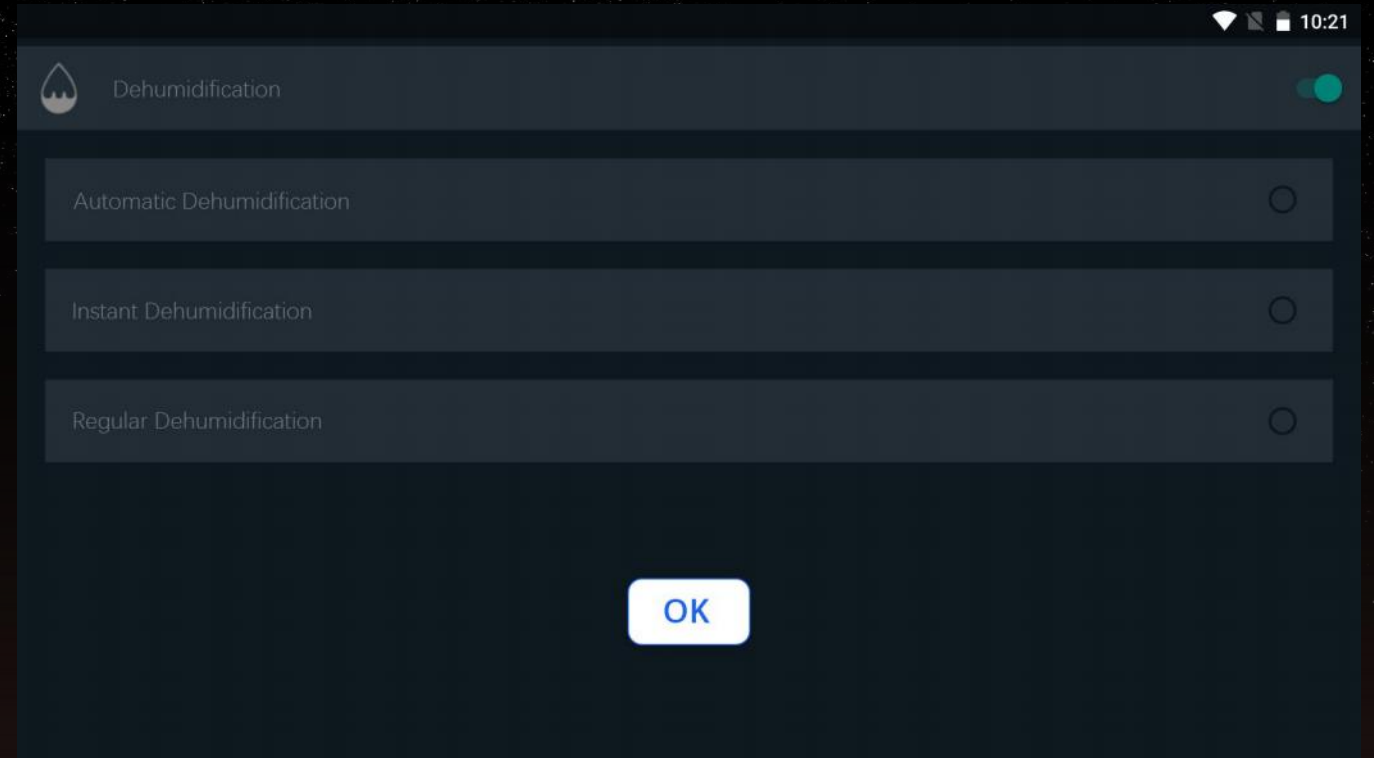 10:21
Dehumidification
Automatic Dehumidification
Instant Dehumidification
Regular Dehumidification
OK